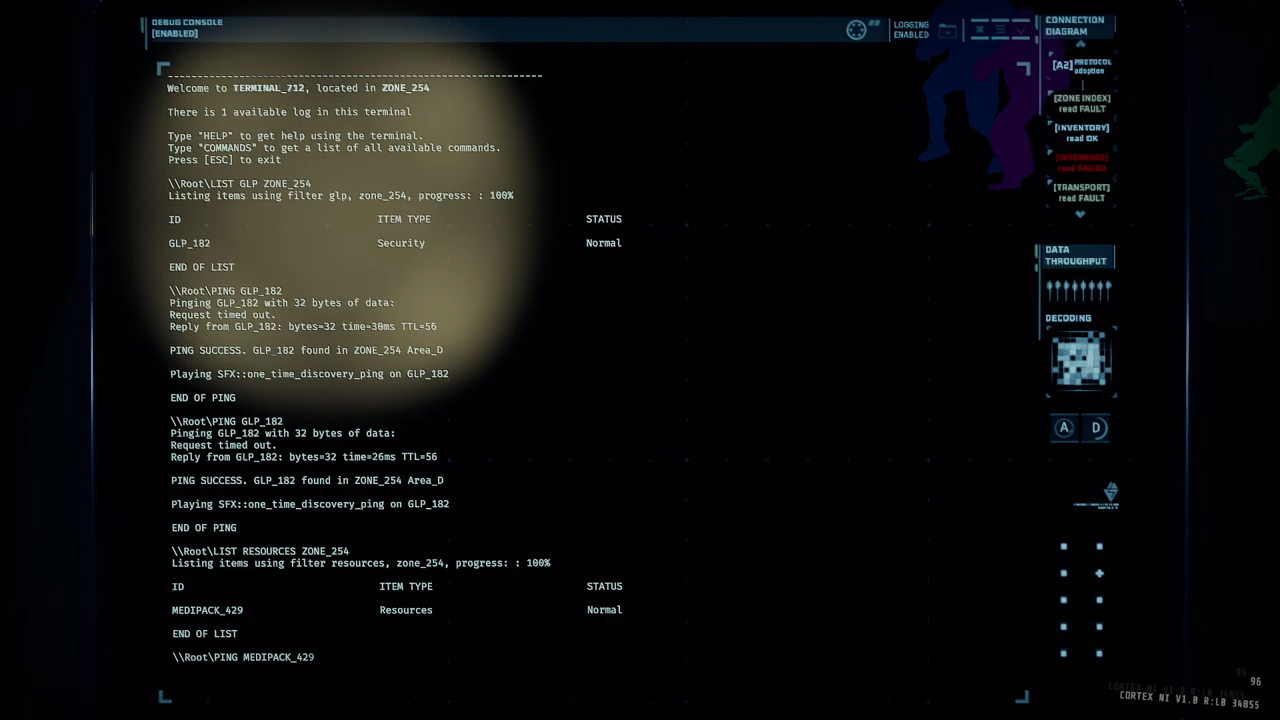 DEBUG CONSOLE
[ENABLED]
LOGGING
ENABLED
-----------------------------------------------------------------
Welcome to TERMINAL_712, located in ZONE_254
There is 1 available log in this terminal
Type "HELP" to get help using the terminal.
Type "COMMANDS" to get a list of all available commands.
Press [ESC] to exit
\\Root\LIST GLP ZONE_254
Listing items using filter glp, zone_254, progress: : 100%
ID ITEM TYPE STATUS
GLP_182 Security Normal
END OF LIST
\\Root\PING GLP_182
Pinging GLP_182 with 32 bytes of data:
Request timed out.
Reply from GLP_182: bytes=32 time=30ms TTL=56
PING SUCCESS. GLP_182 found in ZONE_254 Area_D
Playing SFX::one_time_discovery_ping on GLP_182
END OF PING
\\Root\PING GLP_182
Pinging GLP_182 with 32 bytes of data:
Request timed out.
Reply from GLP_182: bytes=32 time=26ms TTL=56
PING SUCCESS. GLP_182 found in ZONE_254 Area_D
Playing SFX::one_time_discovery_ping on GLP_182
END OF PING
\\Root\LIST RESOURCES ZONE_254
Listing items using filter resources, zone_254, progress: : 100%
ID ITEM TYPE STATUS
MEDIPACK_429 Resources Normal
END OF LIST
\\Root\PING MEDIPACK_429
CONNECTION
DIAGRAM
[A2] PROTOCOL
adaption
[ZONE INDEX]
read FAULT
[INVENTORY]
read OK
read FAILED
[TRANSPORT]
read FAULT
DATA
THROUGHPUT
DECODING
A D
96
96
CORTEX NI V1.0 R:L0 34855